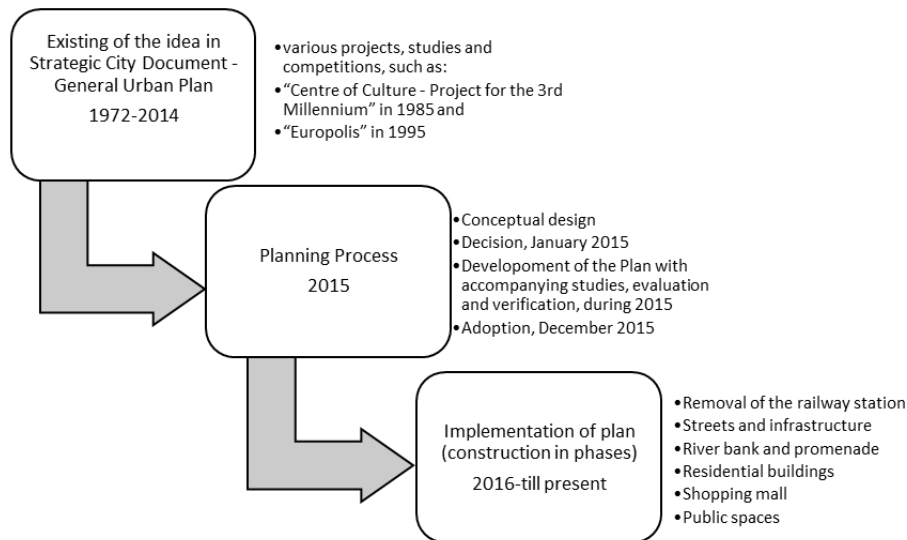 Existing of the idea in
Strategic City Document -
General Urban Plan
1972-2014
•various projects, studies and
competitions, such as:
•“Centre of Culture - Project for the 3rd
Millennium” in 1985 and
•“Europolis” in 1995
Planning Process
2015
•Conceptual design
•Decision, January 2015
•Developoment of the Plan with
accompanying studies, evaluation
and verification, during 2015
•Adoption, December 2015
Implementation of plan
(construction in phases)
2016-till present
•Removal of the railway station
•Streets and infrastructure
•River bank and promenade
•Residential buildings
•Shopping mall
•Public spaces